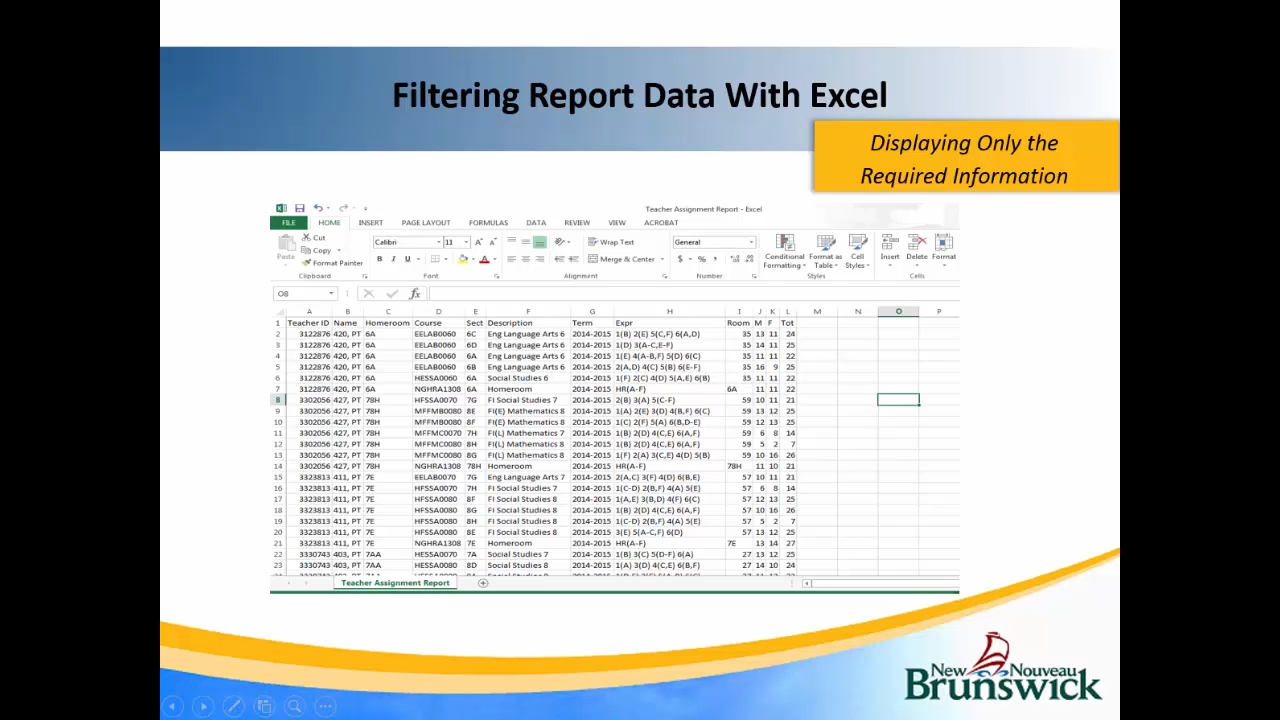 Filtering Report Data With Excel
Displaying Only the
Required Information
Teacher Assignment Report - Excel
FILE HOME INSERT PAGE LAYOUT FORMULAS DATA REVIEW VIEW ACROBAT
Cut
Copy
Paste
Format Painter
Calibri 11
B I U
Wrap Text
Merge & Center
General
$ % ,
Conditional Formatting
Format as Table
Cell Styles
Insert Delete Format
Clipboard Font Alignment Number Styles Cells
O8 fx
A B C D E F G H I J K L M N O P
1 Teacher ID Name Homeroom Course Sect Description Term Expr Room M F Tot
2 3122876 420, PT 6A EELAB0060 6C Eng Language Arts 6 2014-2015 1(B) 2(E) 5(C,F) 6(A,D) 35 13 11 24
3 3122876 420, PT 6A EELAB0060 6D Eng Language Arts 6 2014-2015 1(D) 3(A-C,E-F) 35 14 11 25
4 3122876 420, PT 6A EELAB0060 6A Eng Language Arts 6 2014-2015 1(E) 4(A-B,F) 5(D) 6(C) 35 11 11 22
5 3122876 420, PT 6A EELAB0060 6B Eng Language Arts 6 2014-2015 2(A,D) 4(C) 5(B) 6(E-F) 35 16 9 25
6 3122876 420, PT 6A HESSA0060 6A Social Studies 6 2014-2015 1(F) 2(C) 4(D) 5(A,E) 6(B) 35 11 11 22
7 3122876 420, PT 6A NGHRA1308 6A Homeroom 2014-2015 HR(A-F) 6A 11 11 22
8 3302056 427, PT 78H HFSSA0070 7G FI Social Studies 7 2014-2015 2(B) 3(A) 5(C-F) 59 10 11 21
9 3302056 427, PT 78H MFFMB0080 8E FI(E) Mathematics 8 2014-2015 1(A) 2(E) 3(D) 4(B,F) 6(C) 59 13 12 25
10 3302056 427, PT 78H MFFMB0080 8F FI(E) Mathematics 8 2014-2015 1(C) 2(F) 5(A) 6(B,D-E) 59 12 13 25
11 3302056 427, PT 78H MFFMC0070 7H FI(L) Mathematics 7 2014-2015 1(B) 2(D) 4(C,E) 6(A,F) 59 6 8 14
12 3302056 427, PT 78H MFFMC0080 8H FI(L) Mathematics 8 2014-2015 1(B) 2(D) 4(C,E) 6(A,F) 59 5 2 7
13 3302056 427, PT 78H MFFMC0080 8G FI(L) Mathematics 8 2014-2015 1(F) 2(A) 3(C,E) 4(D) 5(B) 59 10 16 26
14 3302056 427, PT 78H NGHRA1308 78H Homeroom 2014-2015 HR(A-F) 78H 11 10 21
15 3323813 411, PT 7E EELAB0070 7G Eng Language Arts 7 2014-2015 2(A,C) 3(F) 4(D) 6(B,E) 57 10 11 21
16 3323813 411, PT 7E HFSSA0070 7H FI Social Studies 7 2014-2015 1(C-D) 2(B,F) 4(A) 5(E) 57 6 8 14
17 3323813 411, PT 7E HFSSA0080 8F FI Social Studies 8 2014-2015 1(A,E) 3(B,D) 4(F) 6(C) 57 12 13 25
18 3323813 411, PT 7E HFSSA0080 8G FI Social Studies 8 2014-2015 1(B) 2(D) 4(C,E) 6(A,F) 57 10 16 26
19 3323813 411, PT 7E HFSSA0080 8H FI Social Studies 8 2014-2015 1(C-D) 2(B,F) 4(A) 5(E) 57 5 2 7
20 3323813 411, PT 7E HFSSA0080 8E FI Social Studies 8 2014-2015 3(E) 5(A-C,F) 6(D) 57 13 12 25
21 3323813 411, PT 7E NGHRA1308 7E Homeroom 2014-2015 HR(A-F) 7E 13 14 27
22 3330743 403, PT 7AA HESSA0070 7A Social Studies 7 2014-2015 1(B) 3(C) 5(D-F) 6(A) 27 13 12 25
23 3330743 403, PT 7AA HESSA0080 8D Social Studies 8 2014-2015 1(A) 3(D) 4(C,E) 6(B,F) 27 14 10 24
Teacher Assignment Report
New Nouveau
Brunswick